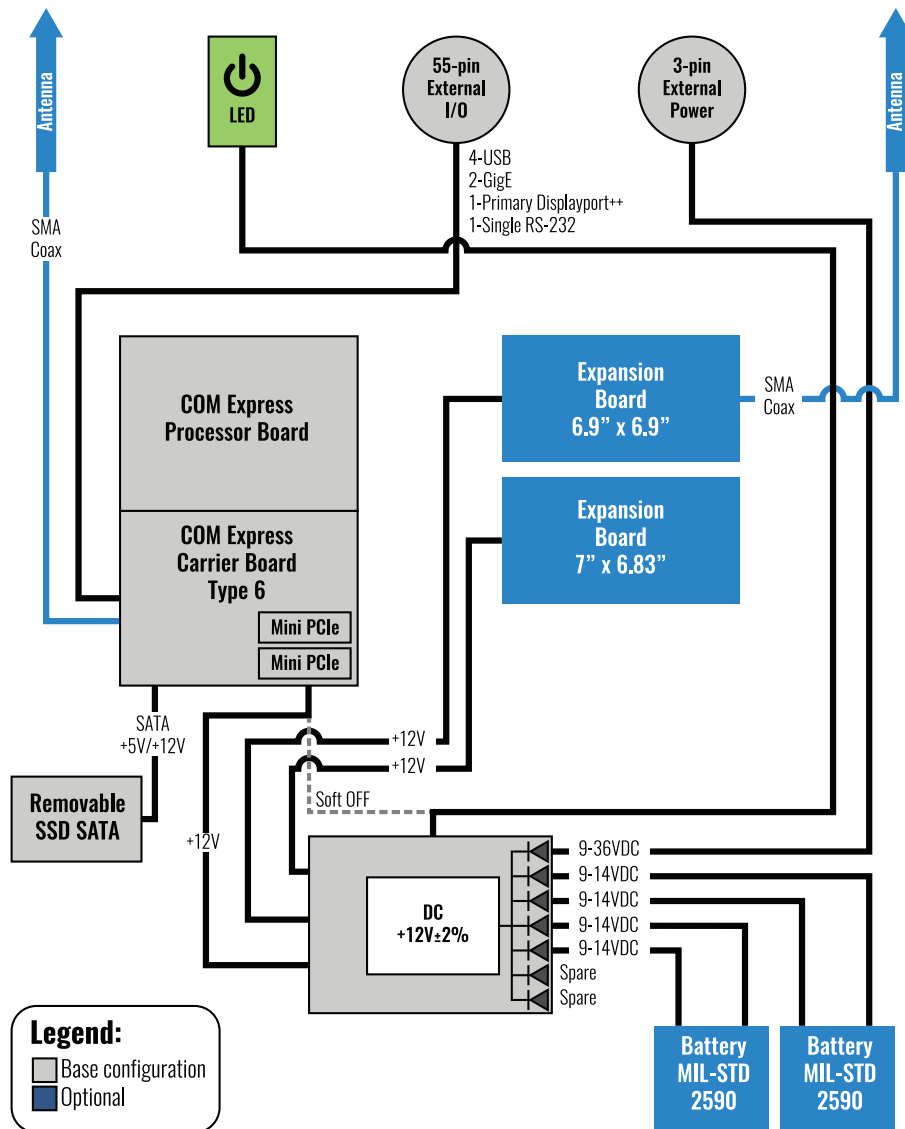 Antenna
LED
55-pin
External
I/O
3-pin
External
Power
Antenna
4-USB
2-GigE
1-Primary Displayport++
1-Single RS-232
SMA
Coax
COM Express
Processor Board
Expansion
Board
6.9” x 6.9”
SMA
Coax
COM Express
Carrier Board
Type 6
Mini PCIe
Mini PCIe
Expansion
Board
7” x 6.83”
SATA
+5V/+12V
+12V
+12V
Removable
SSD SATA
Soft OFF
+12V
DC
+12V±2%
9-36VDC
9-14VDC
9-14VDC
9-14VDC
9-14VDC
Spare
Spare
Legend:
Base configuration
Optional
Battery
MIL-STD
2590
Battery
MIL-STD
2590